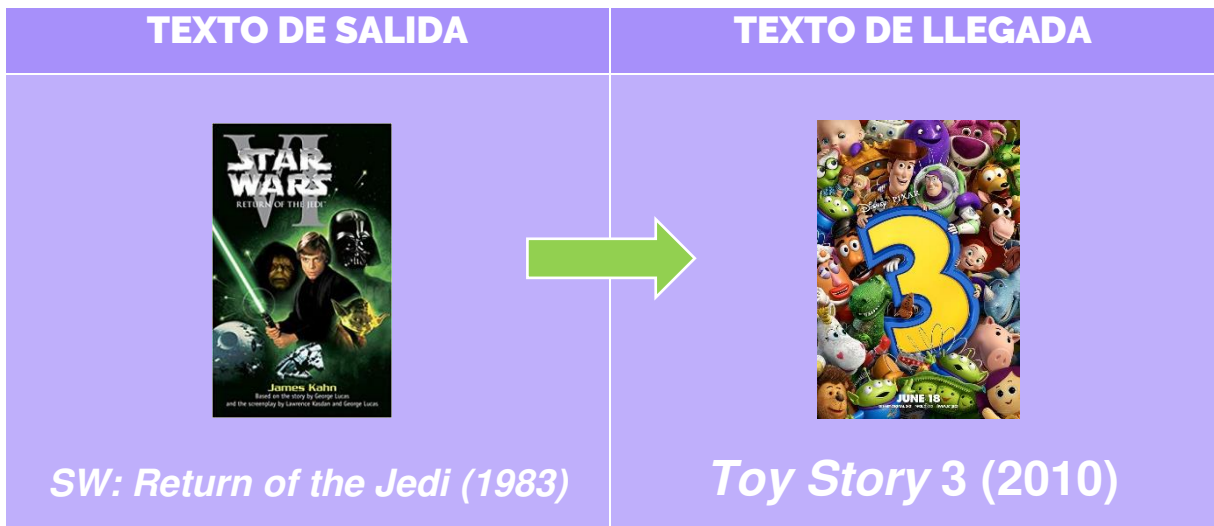 TEXTO DE SALIDA
TEXTO DE LLEGADA
VI
STAR
WARS
RETURN OF THE JEDI
James Kahn
Based on the story by George Lucas
and the screenplay by Lawrence Kasdan and George Lucas
Disney PIXAR
3
JUNE 18
SW: Return of the Jedi (1983)
Toy Story 3 (2010)